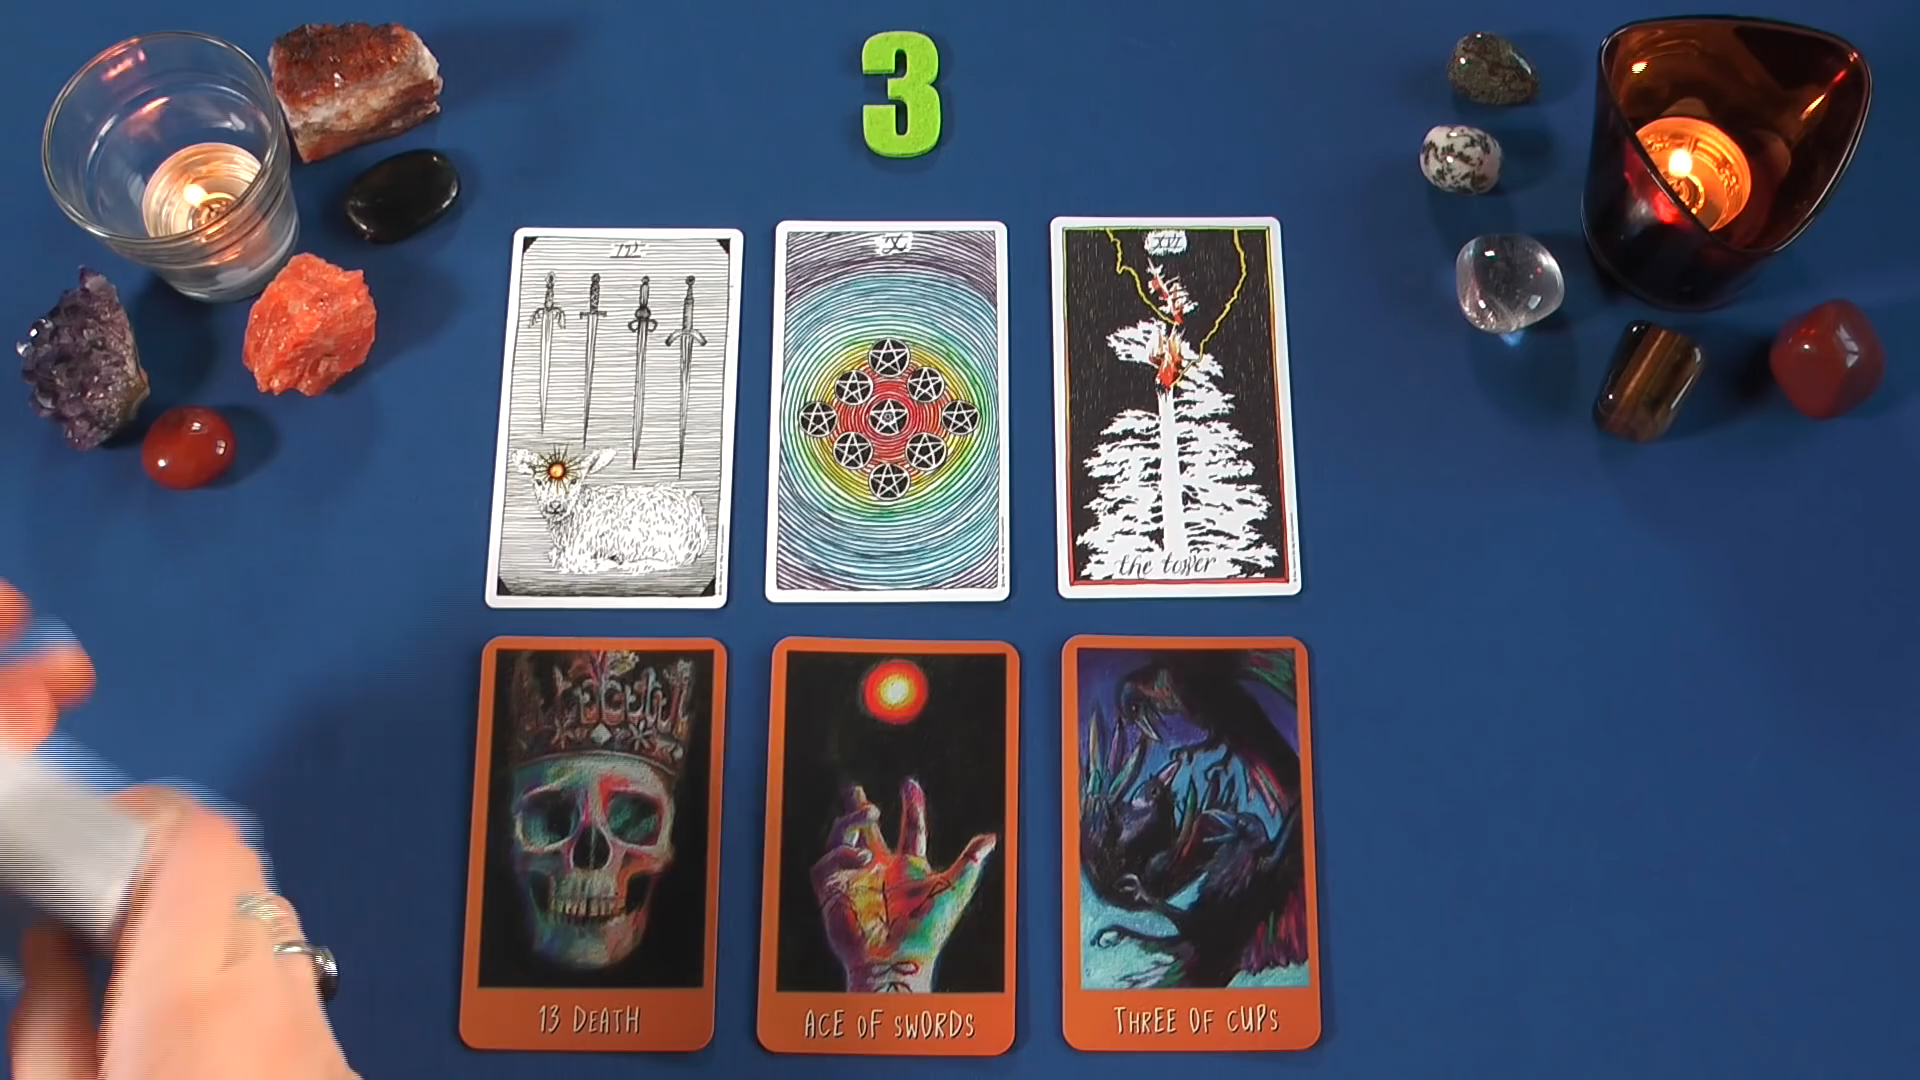 3
IV
X
XVI
the tower
13 DEATH
ACE OF SWORDS
THREE OF CUPS